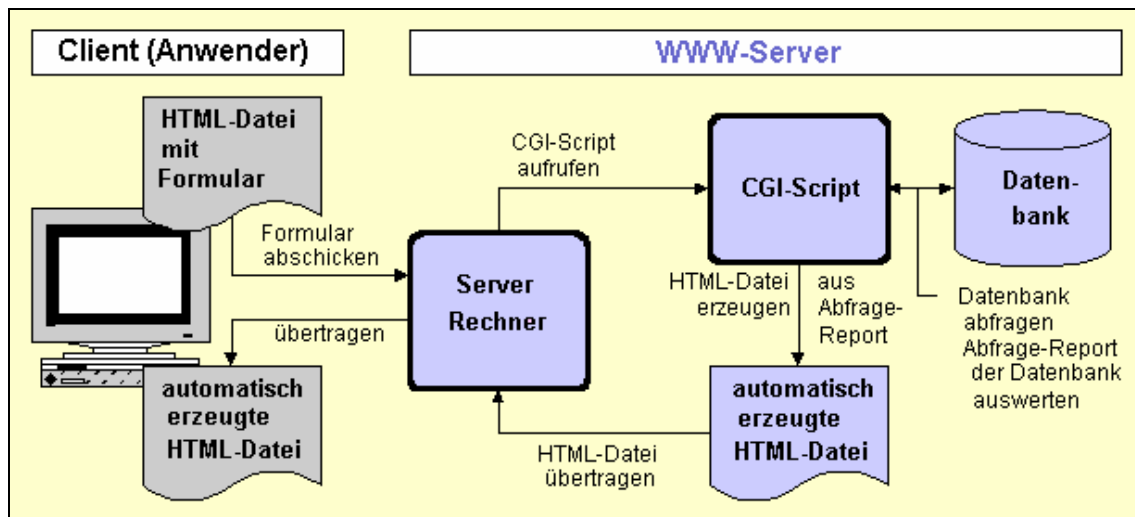 Client (Anwender)
WWW-Server
HTML-Datei
mit
Formular
Formular
abschicken
CGI-Script
aufrufen
CGI-Script
Daten-
bank
Server
Rechner
übertragen
HTML-Datei
erzeugen
aus
Abfrage-
Report
Datenbank
abfragen
Abfrage-Report
der Datenbank
auswerten
automatisch
erzeugte
HTML-Datei
HTML-Datei
übertragen
automatisch
erzeugte
HTML-Datei